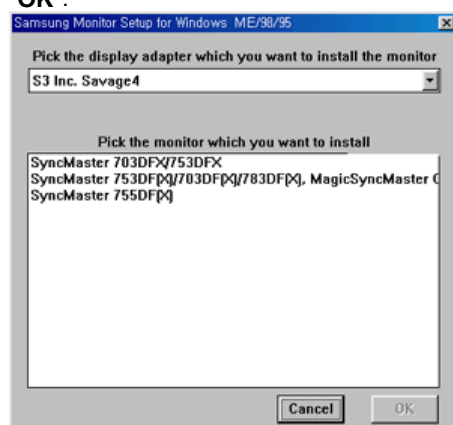 "OK".
Samsung Monitor Setup for Windows ME/98/95
Pick the display adapter which you want to install the monitor
S3 Inc. Savage4
Pick the monitor which you want to install
SyncMaster 703DFX/753DFX
SyncMaster 753DF[X]/703DF[X]/783DF[X], MagicSyncMaster
SyncMaster 755DF[X]
Cancel OK